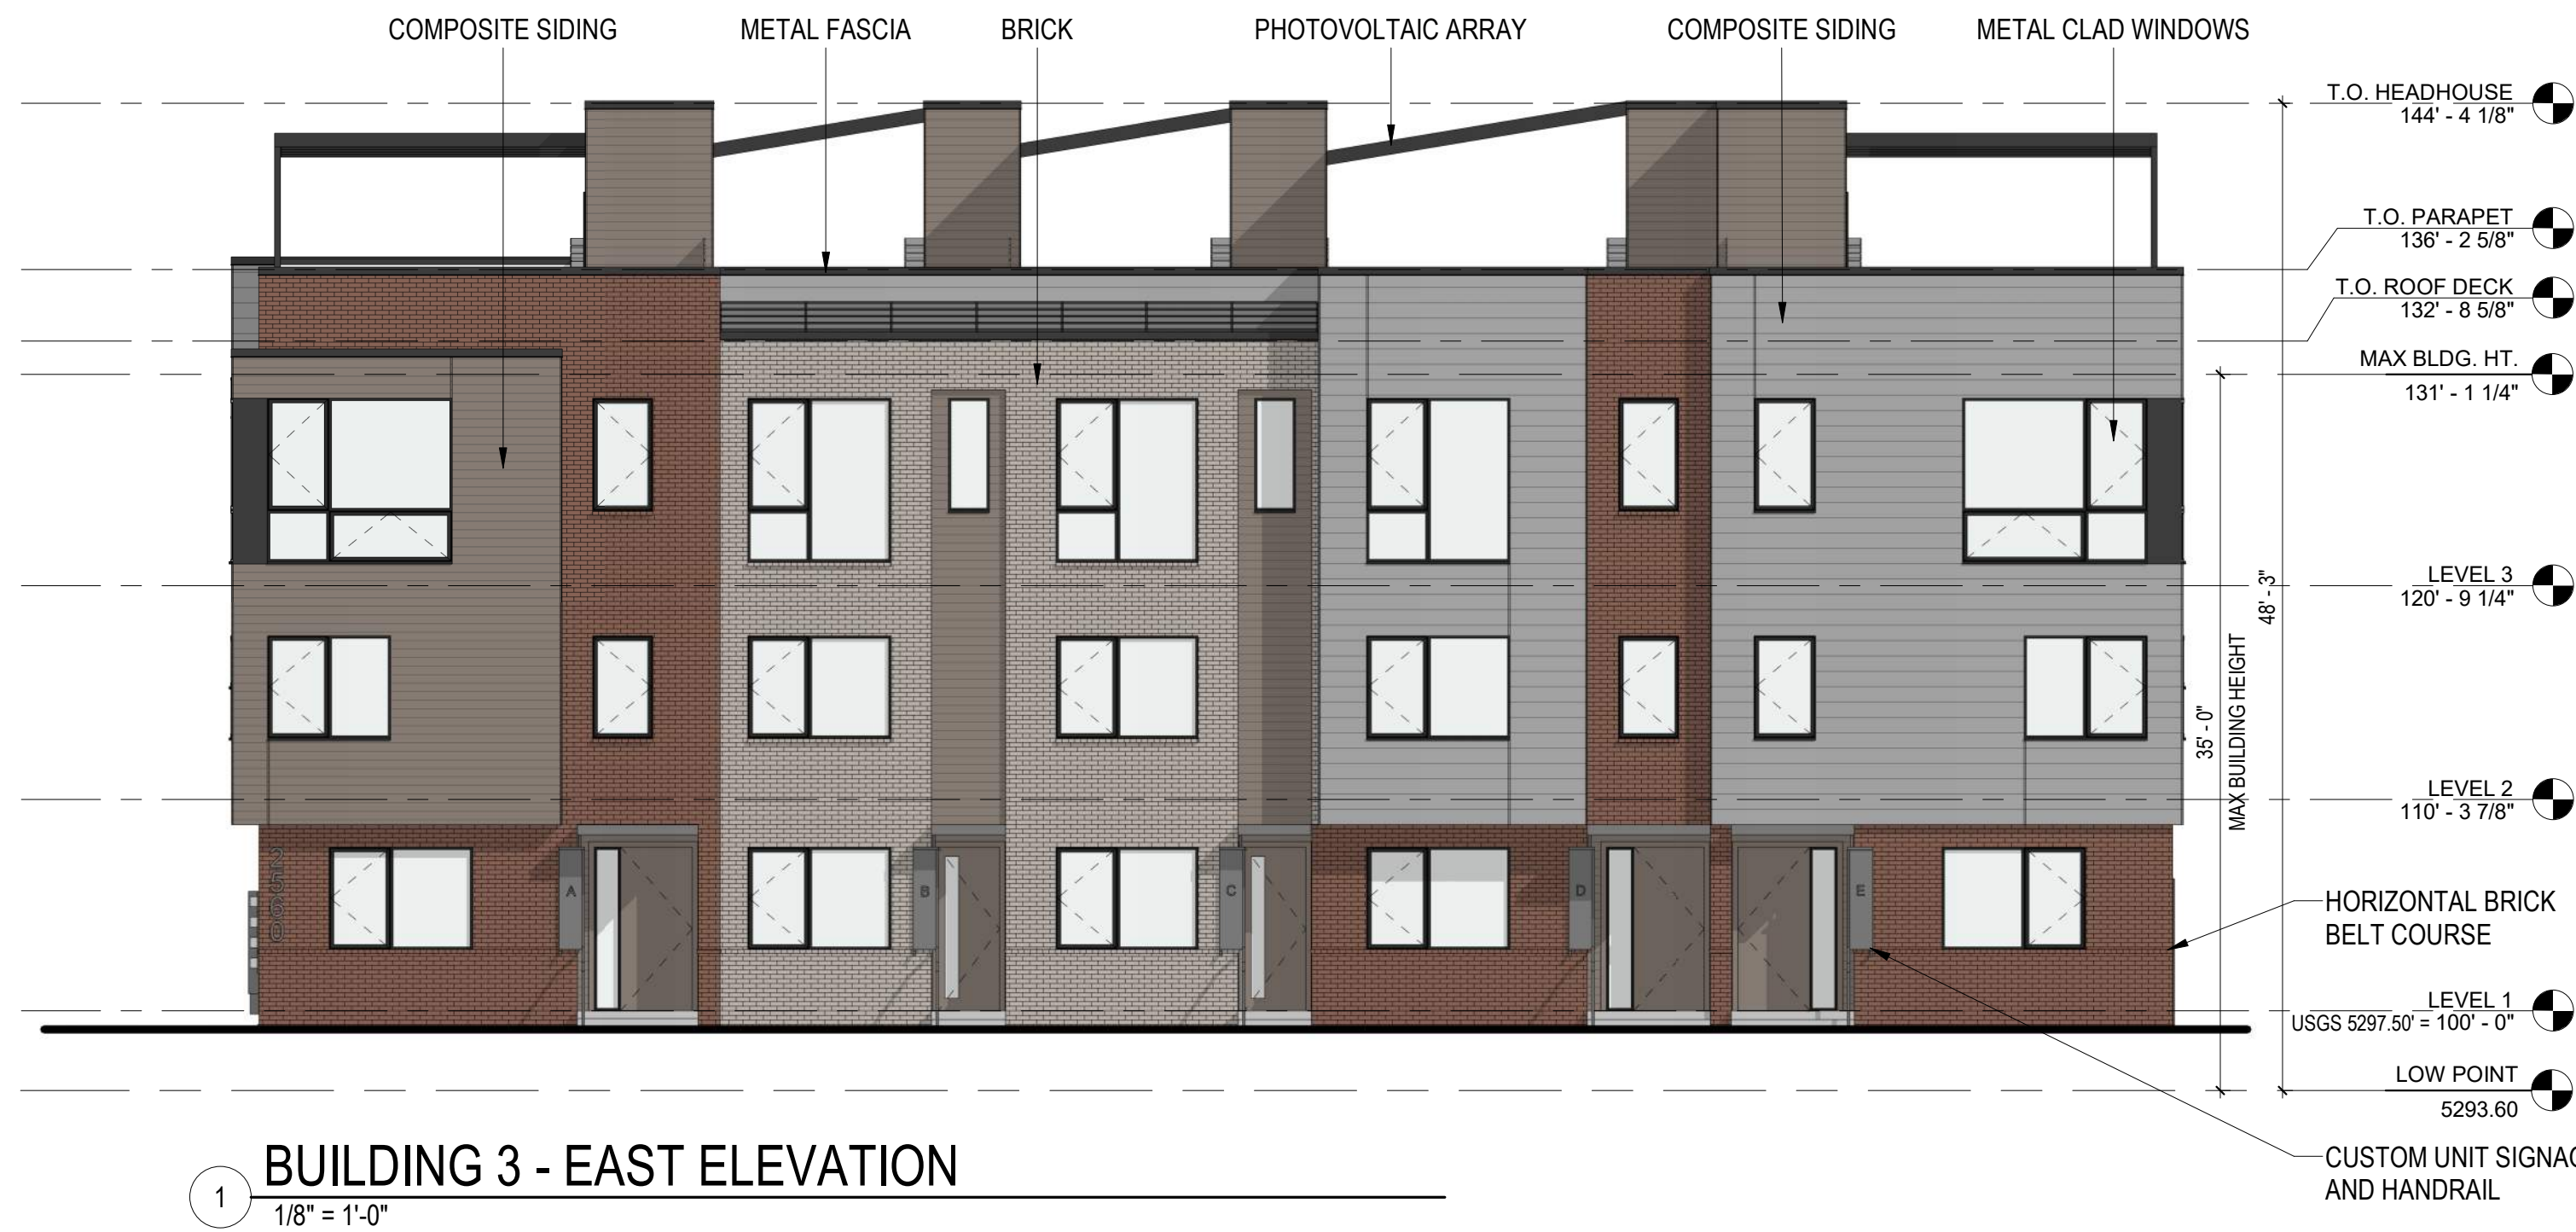 COMPOSITE SIDING
METAL FASCIA
BRICK
PHOTOVOLTAIC ARRAY
COMPOSITE SIDING
METAL CLAD WINDOWS
T.O. HEADHOUSE
144' - 4 1/8"
T.O. PARAPET
136' - 2 5/8"
T.O. ROOF DECK
132' - 8 5/8"
MAX BLDG. HT.
131' - 1 1/4"
LEVEL 3
120' - 9 1/4"
48' - 3"
35' - 0"
MAX BUILDING HEIGHT
LEVEL 2
110' - 3 7/8"
2560
A
B
C
D
E
HORIZONTAL BRICK
BELT COURSE
LEVEL 1
USGS 5297.50' = 100' - 0"
LOW POINT
5293.60
CUSTOM UNIT SIGNAG
AND HANDRAIL
1
BUILDING 3 - EAST ELEVATION
1/8" = 1'-0"